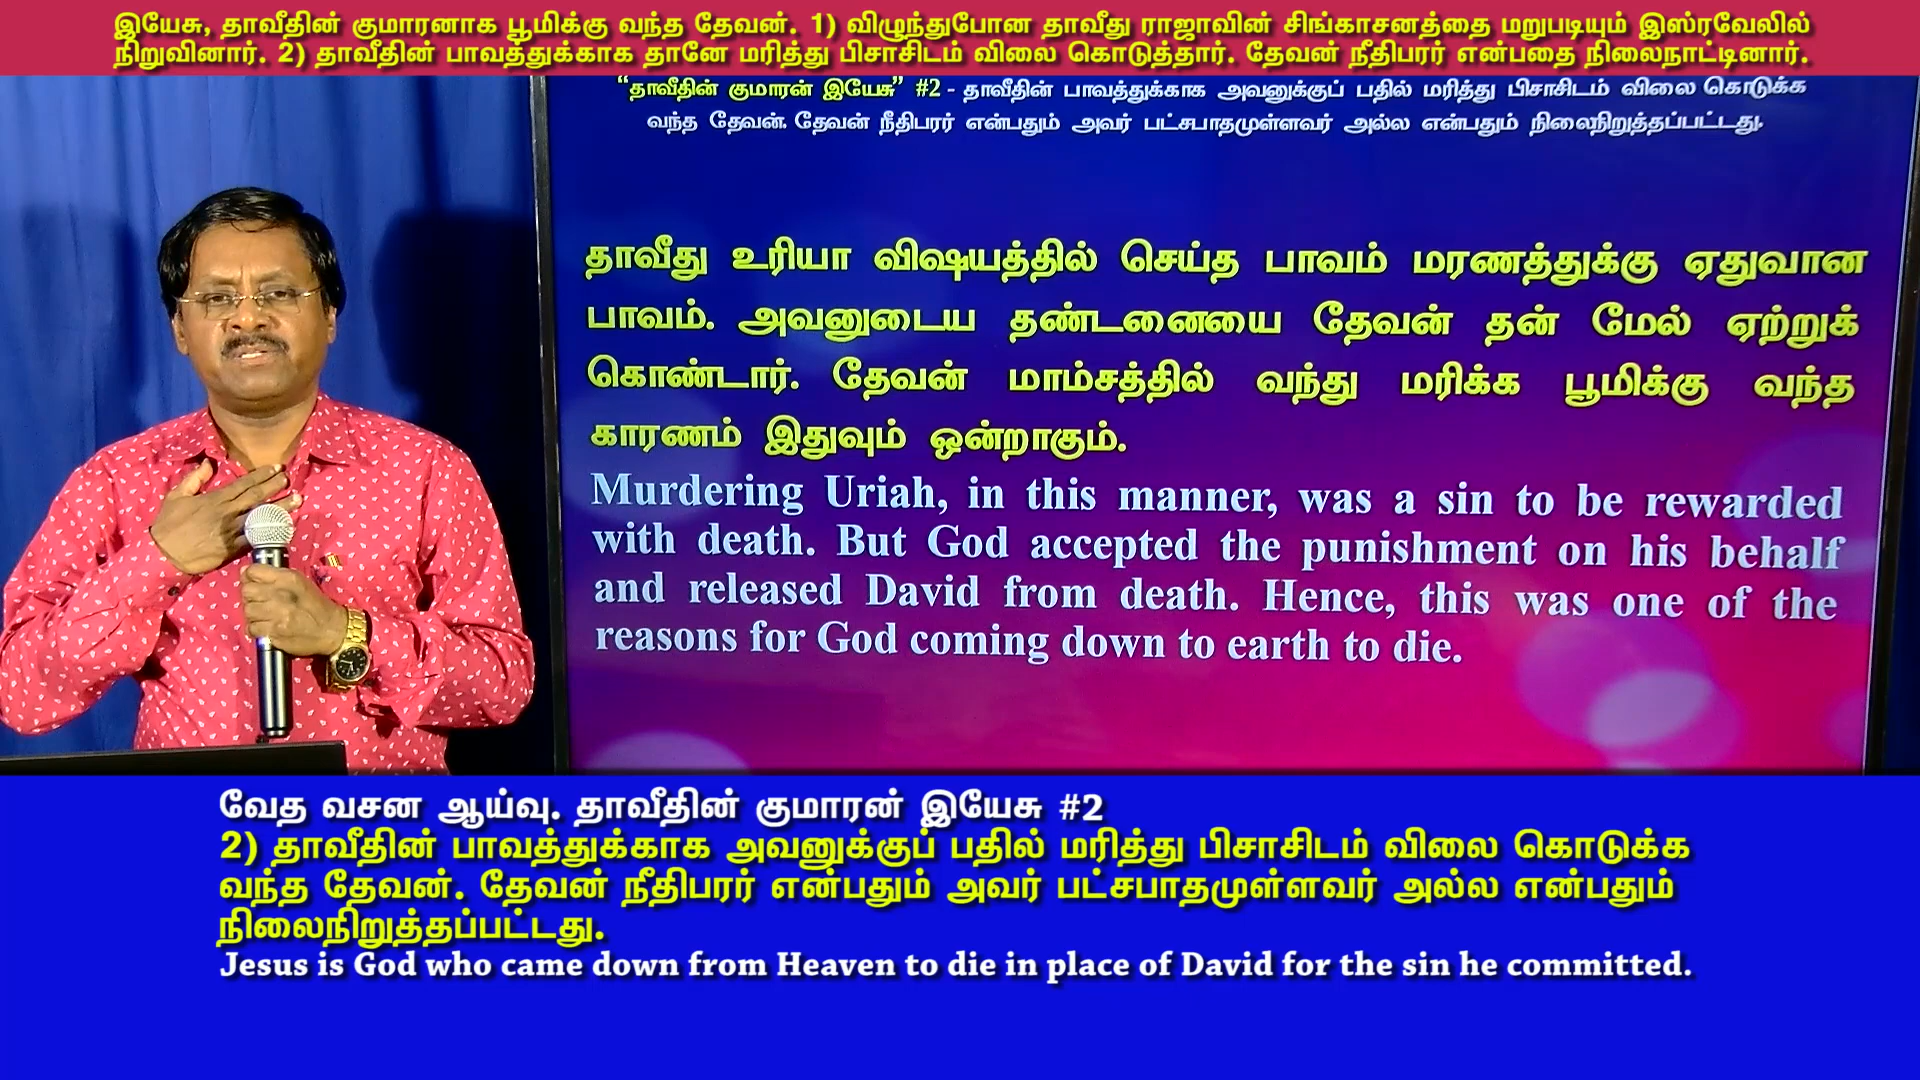 இயேசு, தாவீதின் குமாரனாக பூமிக்கு வந்த தேவன். 1) விழுந்துபோன தாவீது ராஜாவின் சிங்காசனத்தை மறுபடியும் இஸ்ரவேலில்
நிறுவினார். 2) தாவீதின் பாவத்துக்காக தானே மரித்து பிசாசிடம் விலை கொடுத்தார். தேவன் நீதிபரர் என்பதை நிலைநாட்டினார்.
“தாவீதின் குமாரன் இயேசு” #2 - தாவீதின் பாவத்துக்காக அவனுக்குப் பதில் மரித்து பிசாசிடம் விலை கொடுக்க
வந்த தேவன். தேவன் நீதிபரர் என்பதும் அவர் பட்சபாதமுள்ளவர் அல்ல என்பதும் நிலைநிறுத்தப்பட்டது.
தாவீது உரியா விஷயத்தில் செய்த பாவம் மரணத்துக்கு ஏதுவான
பாவம். அவனுடைய தண்டனையை தேவன் தன் மேல் ஏற்றுக்
கொண்டார். தேவன் மாம்சத்தில் வந்து மரிக்க பூமிக்கு வந்த
காரணம் இதுவும் ஒன்றாகும்.
Murdering Uriah, in this manner, was a sin to be rewarded
with death. But God accepted the punishment on his behalf
and released David from death. Hence, this was one of the
reasons for God coming down to earth to die.
வேத வசன ஆய்வு. தாவீதின் குமாரன் இயேசு #2
2) தாவீதின் பாவத்துக்காக அவனுக்குப் பதில் மரித்து பிசாசிடம் விலை கொடுக்க
வந்த தேவன். தேவன் நீதிபரர் என்பதும் அவர் பட்சபாதமுள்ளவர் அல்ல என்பதும்
நிலைநிறுத்தப்பட்டது.
Jesus is God who came down from Heaven to die in place of David for the sin he committed.